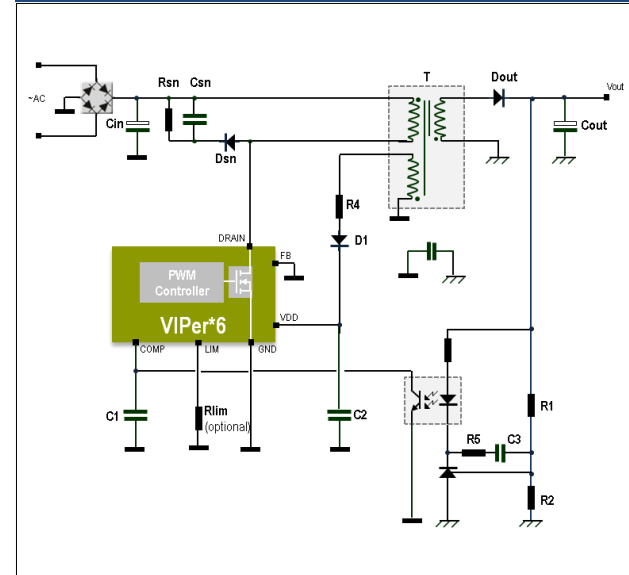 T
Dout
Rsn
Csn
Vout
~AC
Cin
Cout
Dsn
R4
DRAIN
D1
FB
PWM
Controller
VIPer*6
VDD
COMP
LIM
GND
C1
Rlim
(optional)
C2
R1
R5
C3
R2